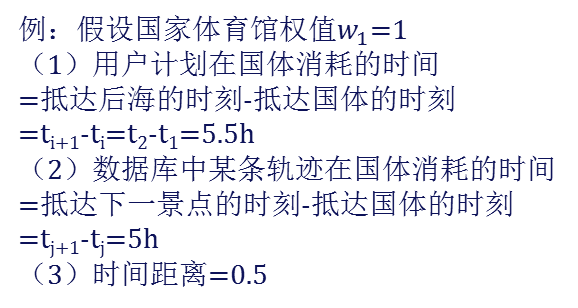 例：假设国家体育馆权值w₁=1
（1）用户计划在国体消耗的时间
=抵达后海的时刻-抵达国体的时刻
=tᵢ₊₁-tᵢ=t₂-t₁=5.5h
（2）数据库中某条轨迹在国体消耗的时间
=抵达下一景点的时刻-抵达国体的时刻
=tⱼ₊₁-tⱼ=5h
（3）时间距离=0.5